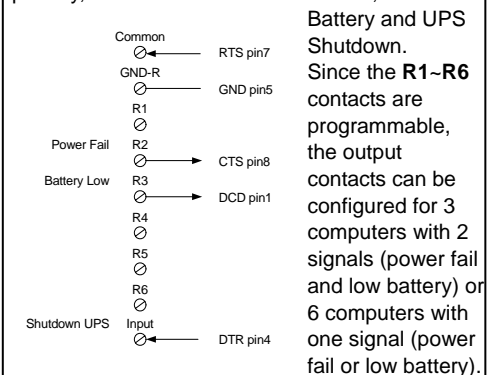 Battery and UPS
Shutdown.
Since the R1~R6
contacts are
programmable,
the output
contacts can be
configured for 3
computers with 2
signals (power fail
and low battery) or
6 computers with
one signal (power
fail or low battery).
Common
RTS pin7
GND-R
GND pin5
R1
Power Fail R2
CTS pin8
Battery Low R3
DCD pin1
R4
R5
R6
Shutdown UPS Input
DTR pin4